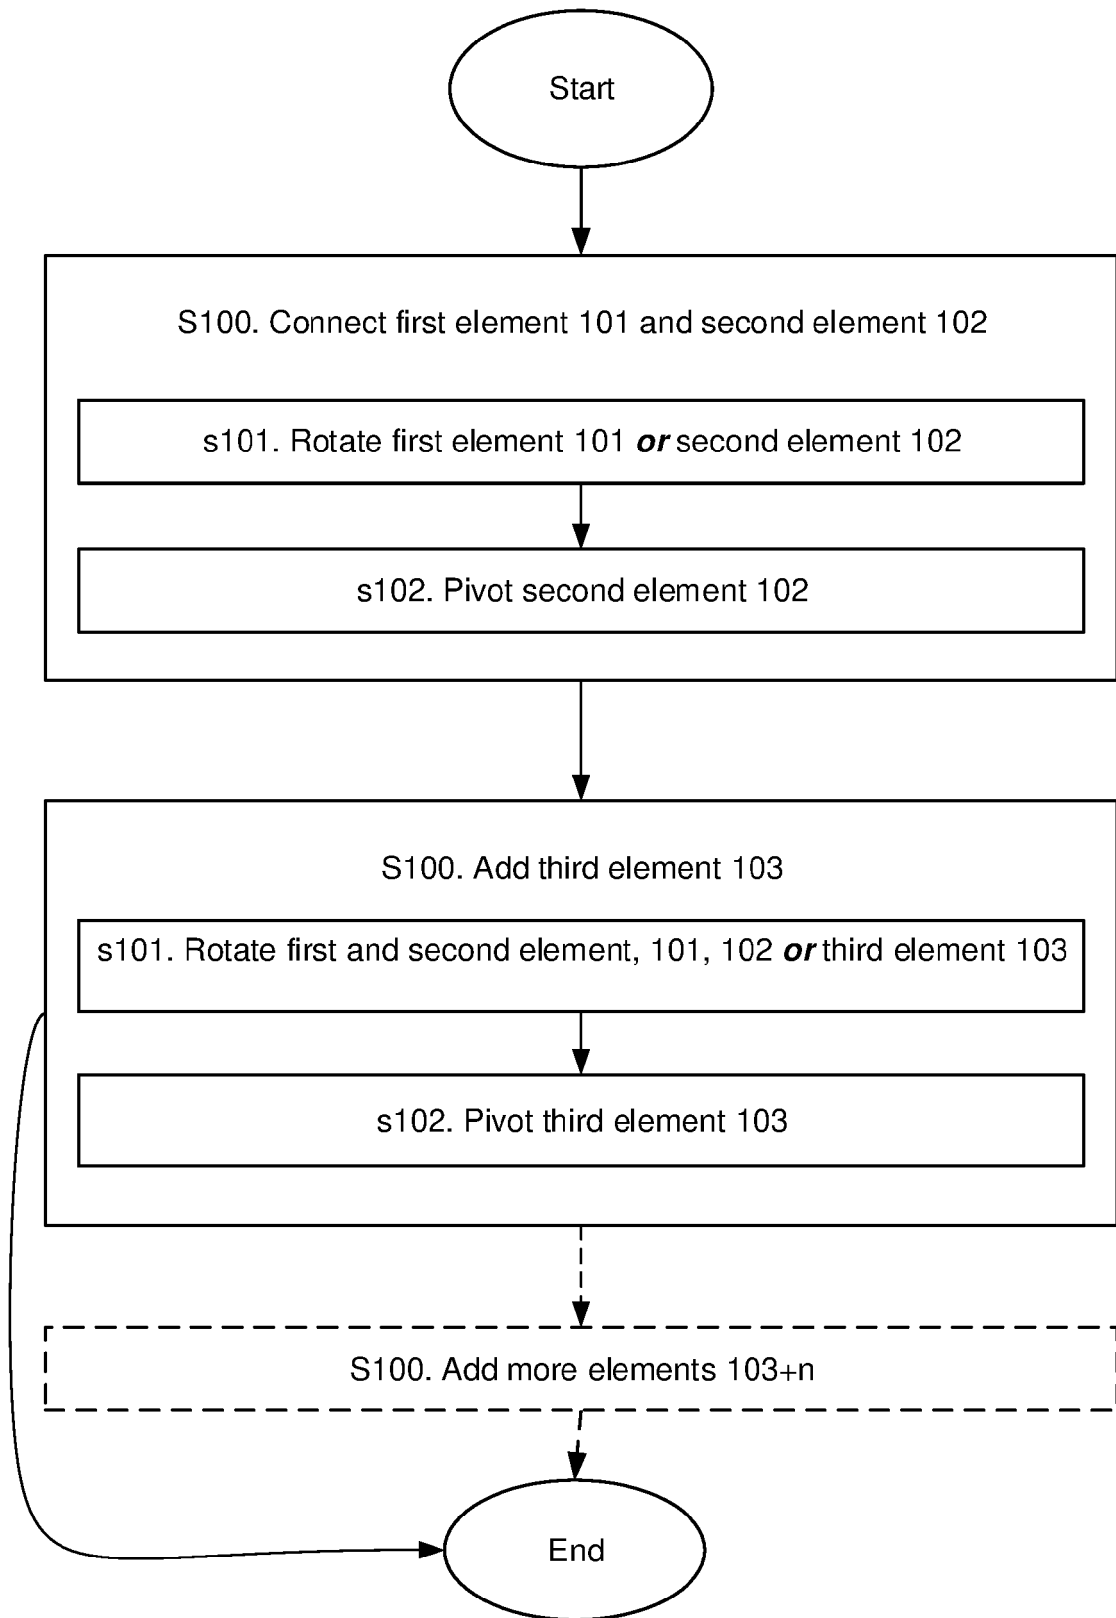 Start
S100. Connect first element 101 and second element 102
s101. Rotate first element 101 or second element 102
s102. Pivot second element 102
S100. Add third element 103
s101. Rotate first and second element, 101, 102 or third element 103
s102. Pivot third element 103
S100. Add more elements 103+n
End